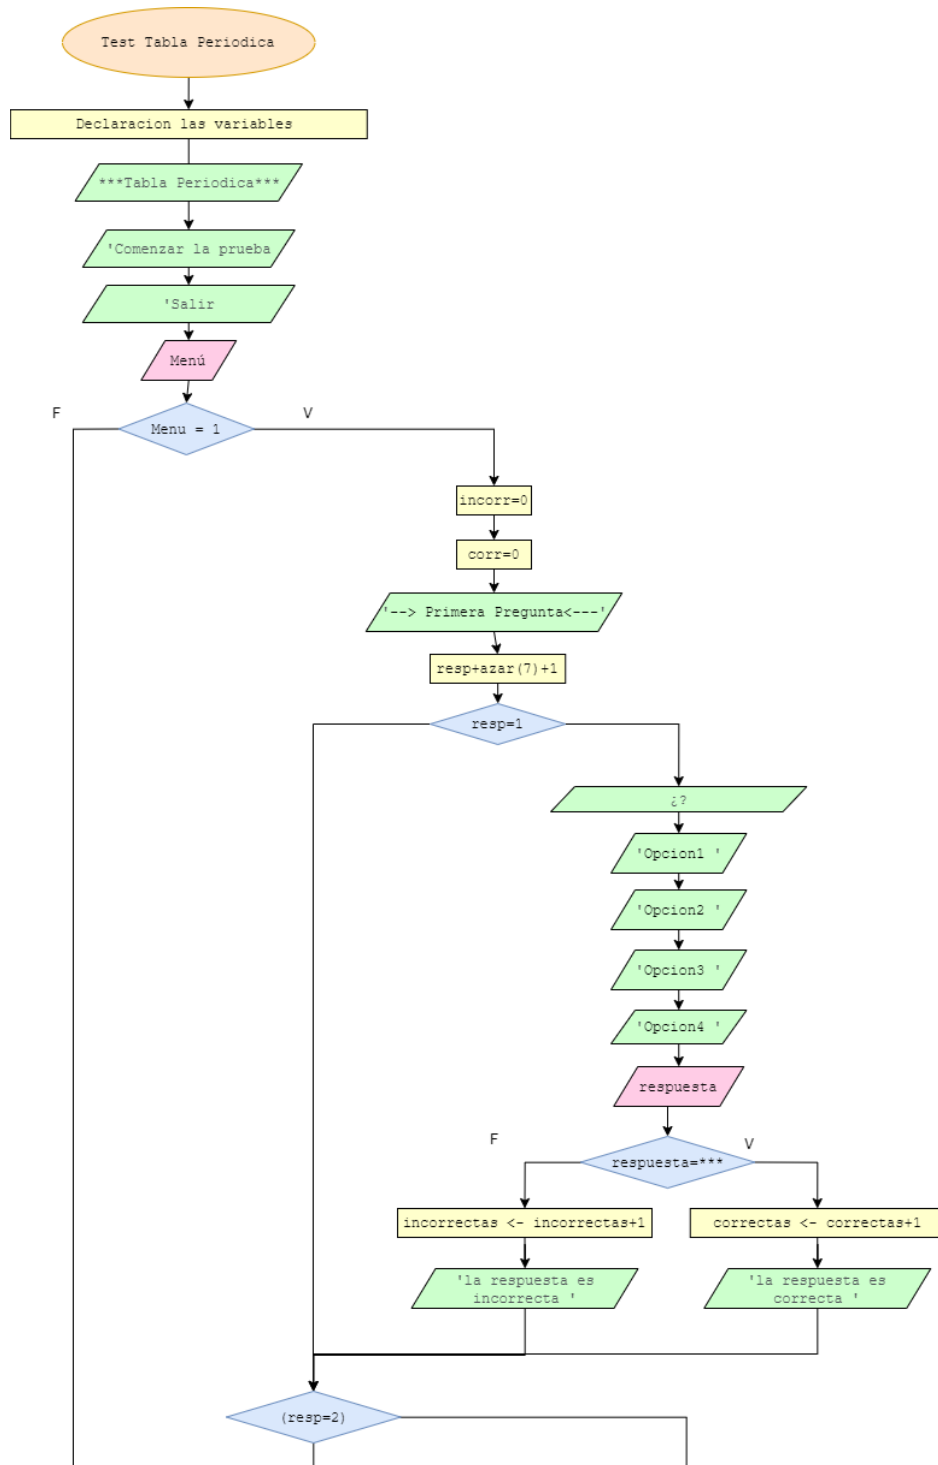 Test Tabla Periodica
Declaracion las variables
***Tabla Periodica***
'Comenzar la prueba
'Salir
Menú
F
V
Menu = 1
incorr=0
corr=0
'--> Primera Pregunta<---'
resp+azar(7)+1
resp=1
¿?
'Opcion1 '
'Opcion2 '
'Opcion3 '
'Opcion4 '
respuesta
F
V
respuesta=***
incorrectas <- incorrectas+1
correctas <- correctas+1
'la respuesta es
incorrecta '
'la respuesta es
correcta '
(resp=2)